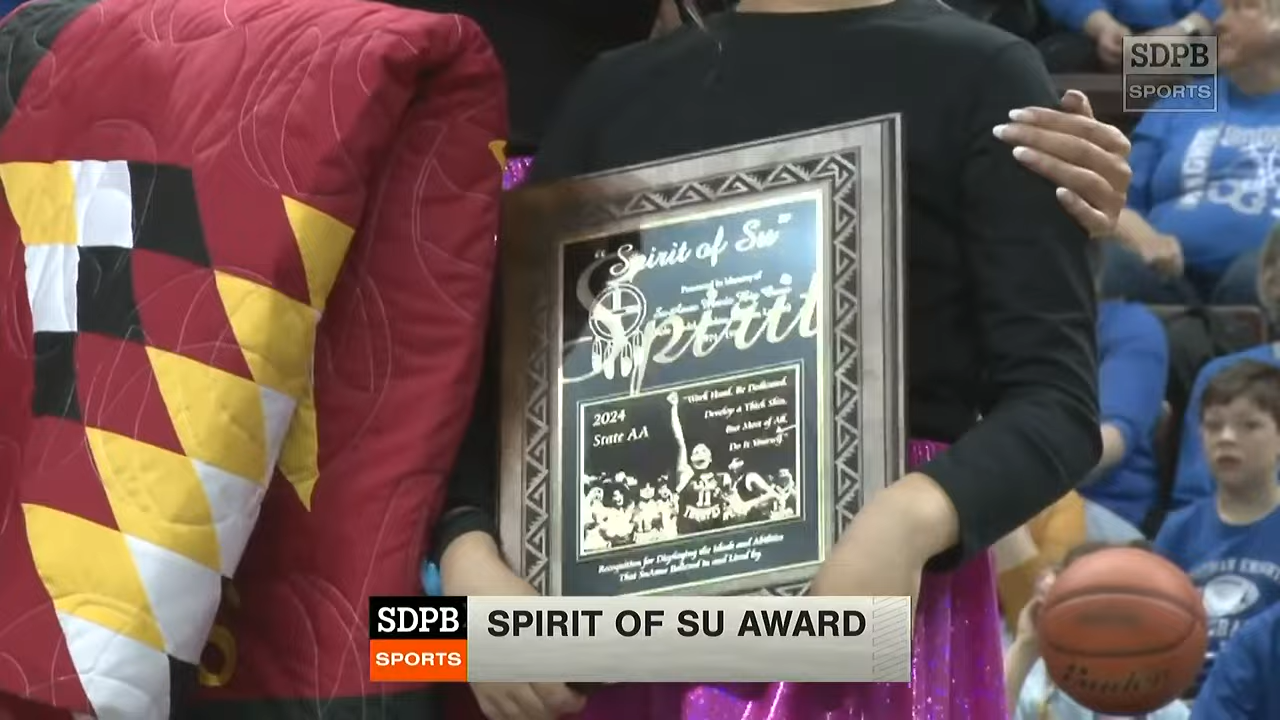 SDPB
SPORTS
"Spirit of Su"
Presented In Memory of
Spirit
2024
State AA
"Work Hard, Be Dedicated,
Develop a Thick Skin,
But Most of All,
Do It Yourself"
Recognition for Displaying the Ideals and Abilities
That SuAnne Believed in and Lived by
SDPB
SPORTS
SPIRIT OF SU AWARD